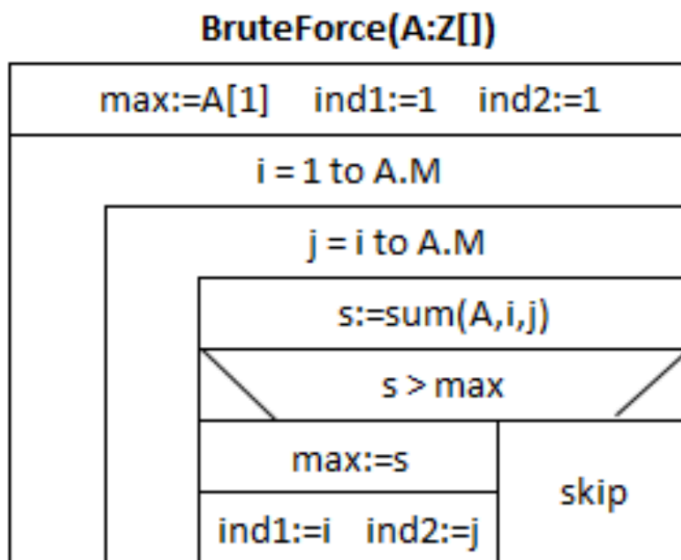 BruteForce(A:Z[])
max:=A[1] ind1:=1 ind2:=1
i = 1 to A.M
j = i to A.M
s:=sum(A,i,j)
s > max
max:=s
skip
ind1:=i ind2:=j